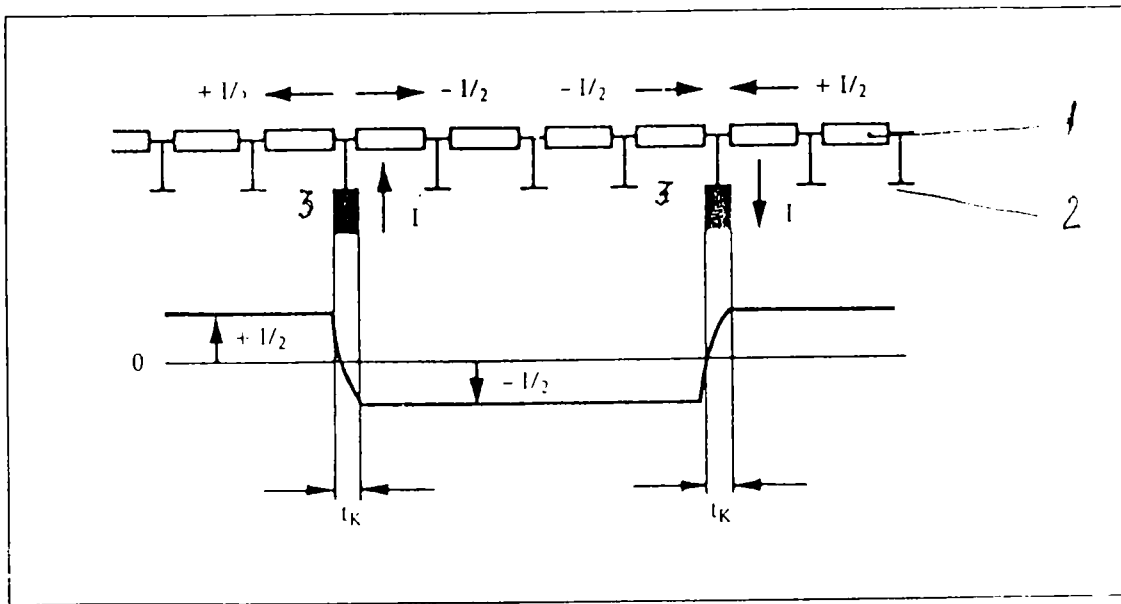 + I/2 - I/2 - I/2 + I/2
1
3 I 3 I 2
+ I/2
0
- I/2
tK tK